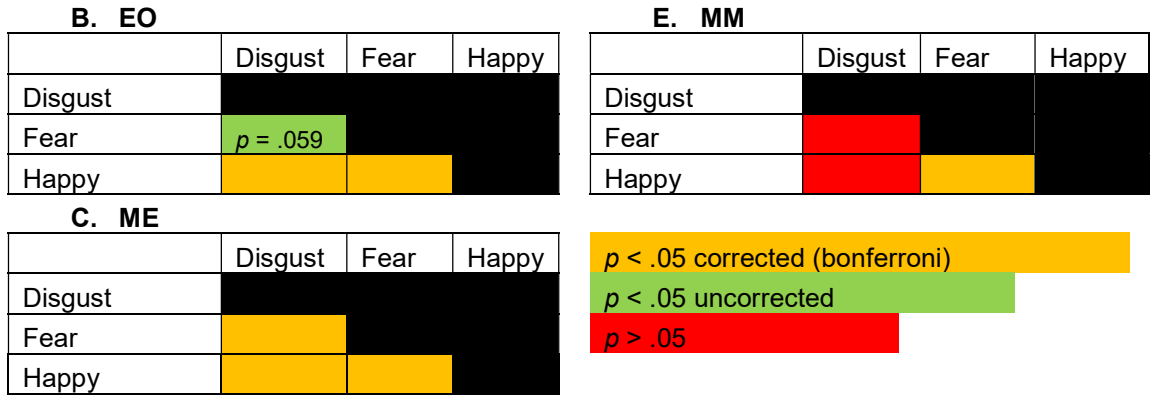 B. EO
Disgust Fear Happy
Disgust
Fear p = .059
Happy
E. MM
Disgust Fear Happy
Disgust
Fear
Happy
C. ME
Disgust Fear Happy
Disgust
Fear
Happy
p < .05 corrected (bonferroni)
p < .05 uncorrected
p > .05